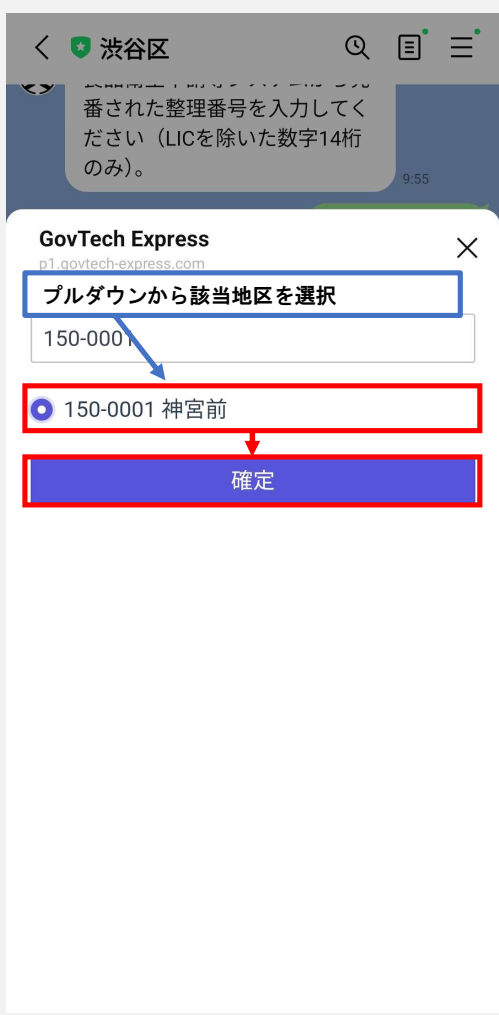 渋谷区
番された整理番号を入力してく
ださい（LICを除いた数字14桁
のみ）。
9:55
GovTech Express
p1.govtech-express.com
プルダウンから該当地区を選択
150-0001
150-0001 神宮前
確定